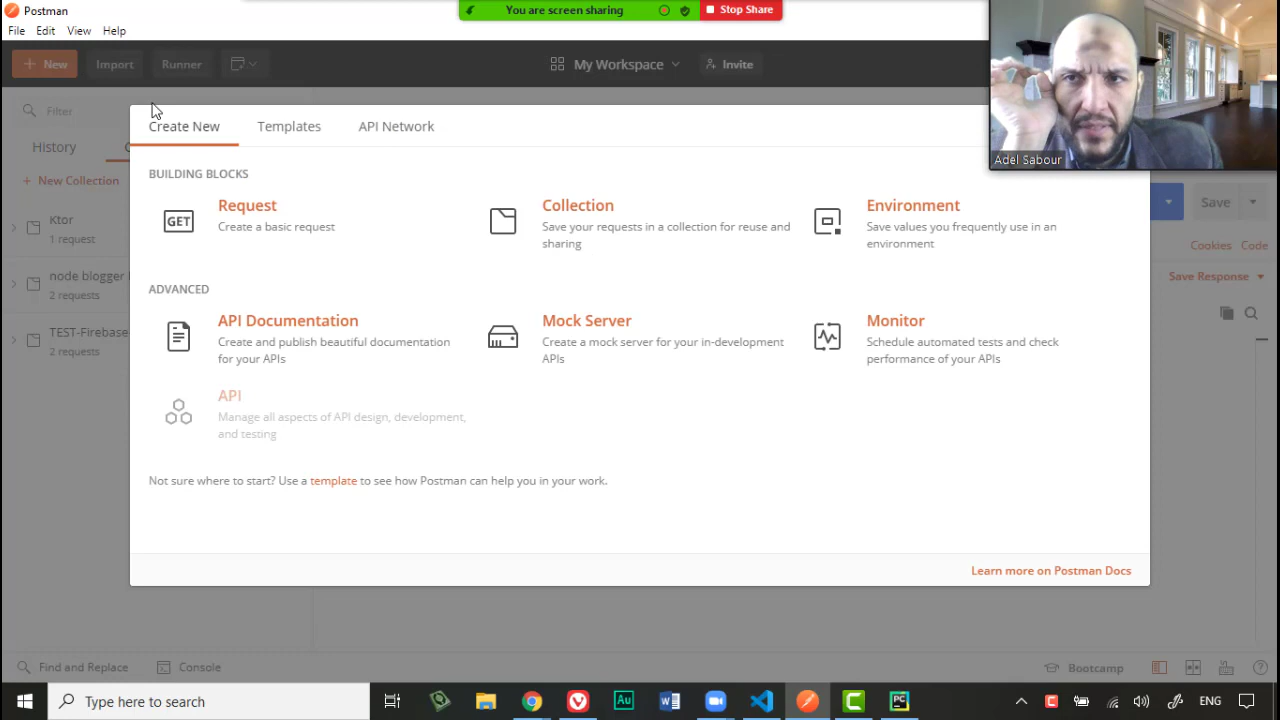 Postman
You are screen sharing
Stop Share
File Edit View Help
New Import Runner
My Workspace
Invite
Adel Sabour
Filter
Create New Templates API Network
History C
+ New Collection
Save
BUILDING BLOCKS
Request
Create a basic request
Collection
Save your requests in a collection for reuse and
sharing
Environment
Save values you frequently use in an
environment
Ktor
1 request
Cookies Code
node blogger
2 requests
Save Response
ADVANCED
API Documentation
Create and publish beautiful documentation
for your APIs
Mock Server
Create a mock server for your in-development
APIs
Monitor
Schedule automated tests and check
performance of your APIs
TEST-Firebase
2 requests
API
Manage all aspects of API design, development,
and testing
GET
Not sure where to start? Use a template to see how Postman can help you in your work.
Learn more on Postman Docs
Find and Replace Console
Bootcamp
Type here to search
Au
W
PC
ENG